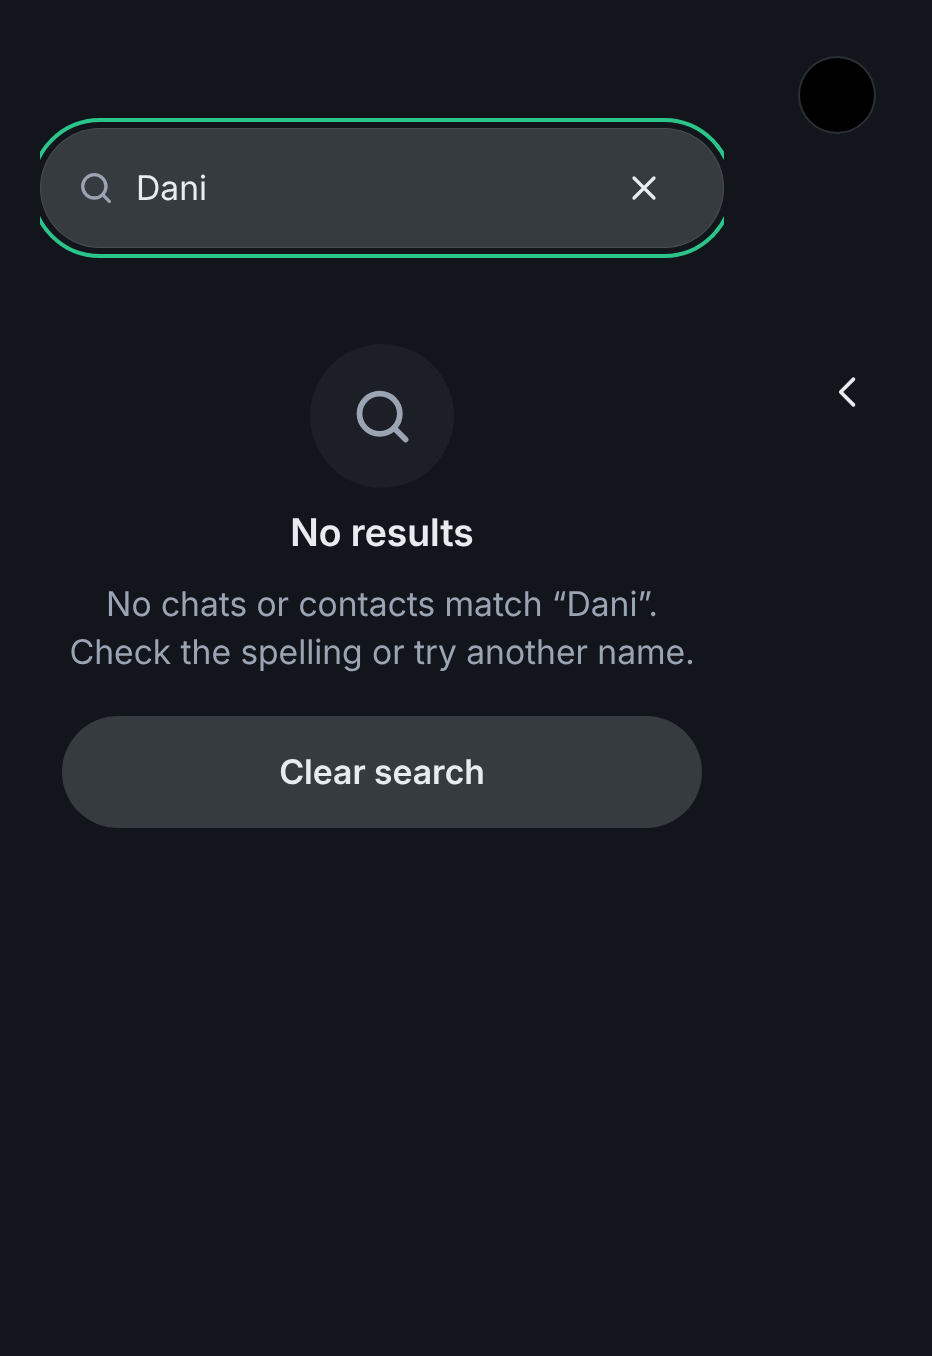 Dani
No results
No chats or contacts match “Dani”.
Check the spelling or try another name.
Clear search